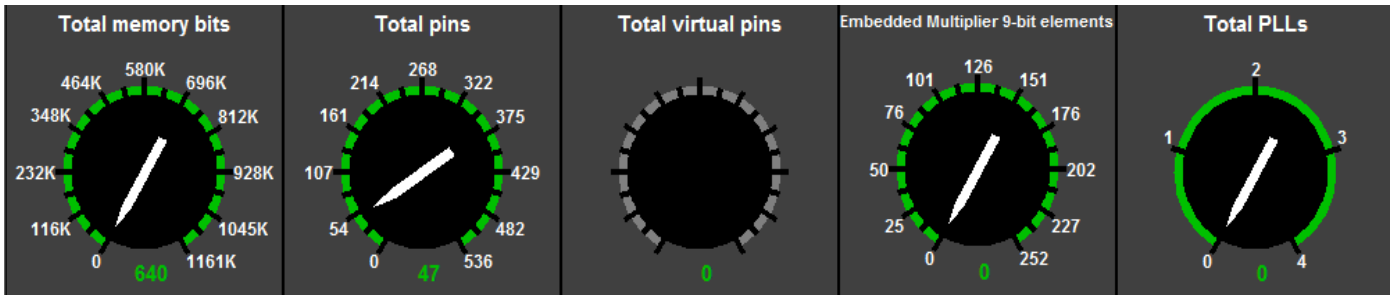 Total memory bits
580K
464K
696K
348K
812K
232K
928K
116K
1045K
0
1161K
640
Total pins
268
214
322
161
375
107
429
54
482
0
536
47
Total virtual pins
0
Embedded Multiplier 9-bit elements
126
101
151
76
176
50
202
25
227
0
252
0
Total PLLs
2
1
3
0
4
0